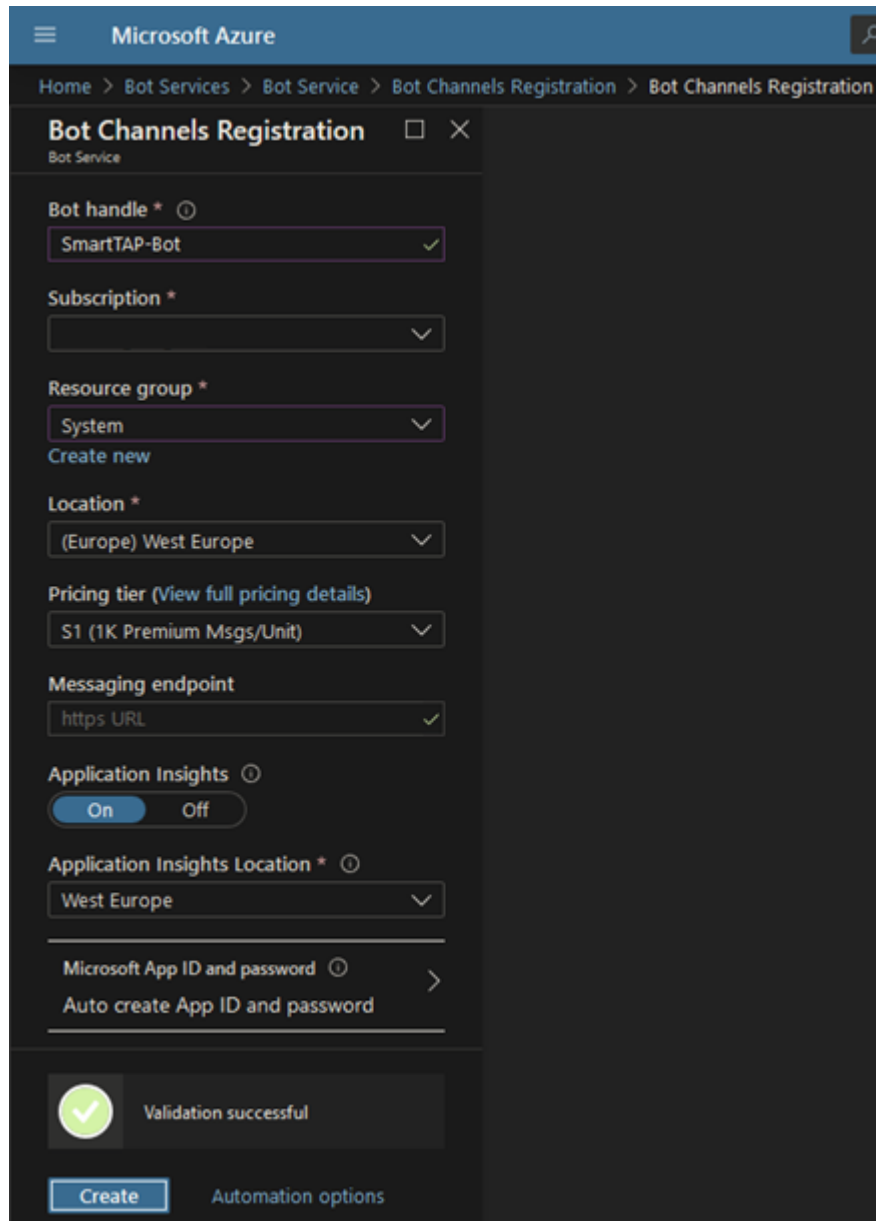 Microsoft Azure
Home > Bot Services > Bot Service > Bot Channels Registration > Bot Channels Registration
Bot Channels Registration
Bot Service
Bot handle *
SmartTAP-Bot
Subscription *
Resource group *
System
Create new
Location *
(Europe) West Europe
Pricing tier (View full pricing details)
S1 (1K Premium Msgs/Unit)
Messaging endpoint
https URL
Application Insights
On Off
Application Insights Location *
West Europe
Microsoft App ID and password
Auto create App ID and password
Validation successful
Create Automation options